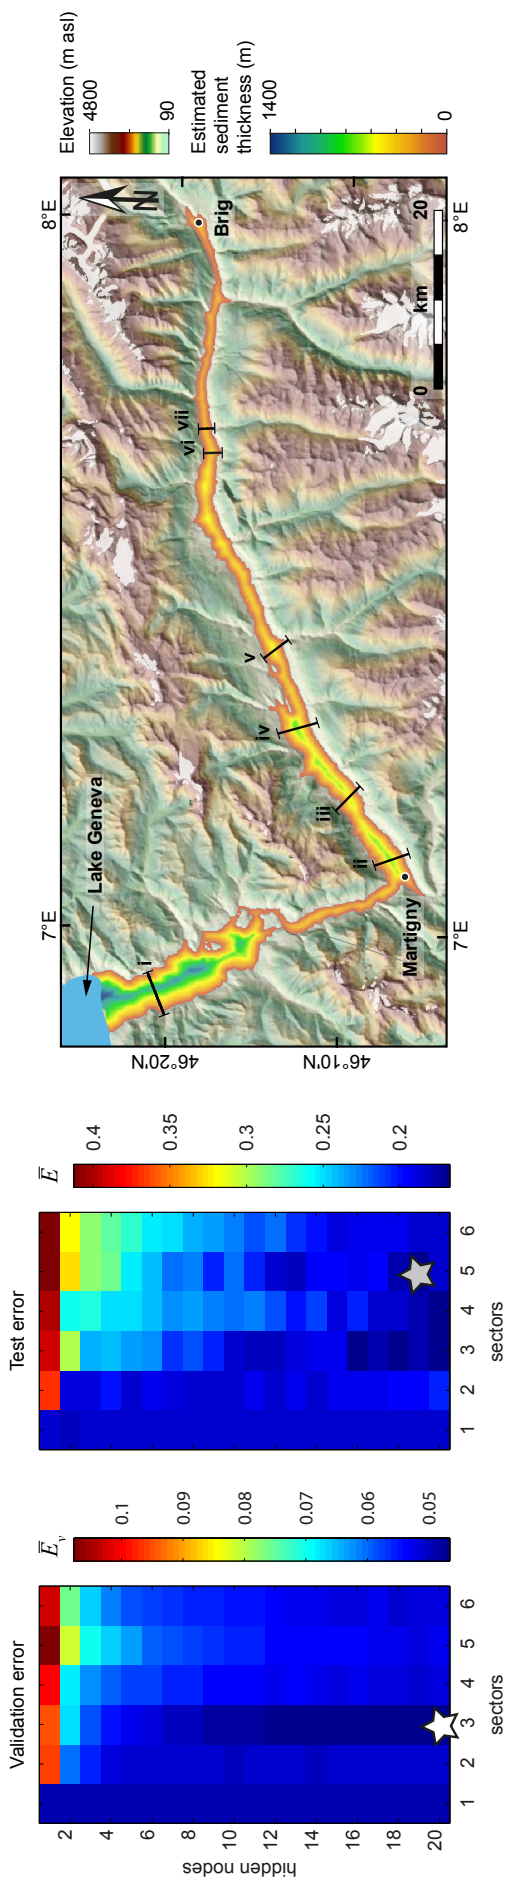 Validation error
hidden nodes
2
4
6
8
10
12
14
16
18
20
1 2 3 4 5 6
sectors
E̅ᵥ
0.1
0.09
0.08
0.07
0.06
0.05
Test error
1 2 3 4 5 6
sectors
E̅
0.4
0.35
0.3
0.25
0.2
7°E
8°E
46°20'N
46°10'N
Lake Geneva
i
ii
iii
iv
v
vi
vii
Martigny
Brig
N
0 km 20
7°E
8°E
Elevation (m asl)
4800
90
Estimated
sediment
thickness (m)
1400
0